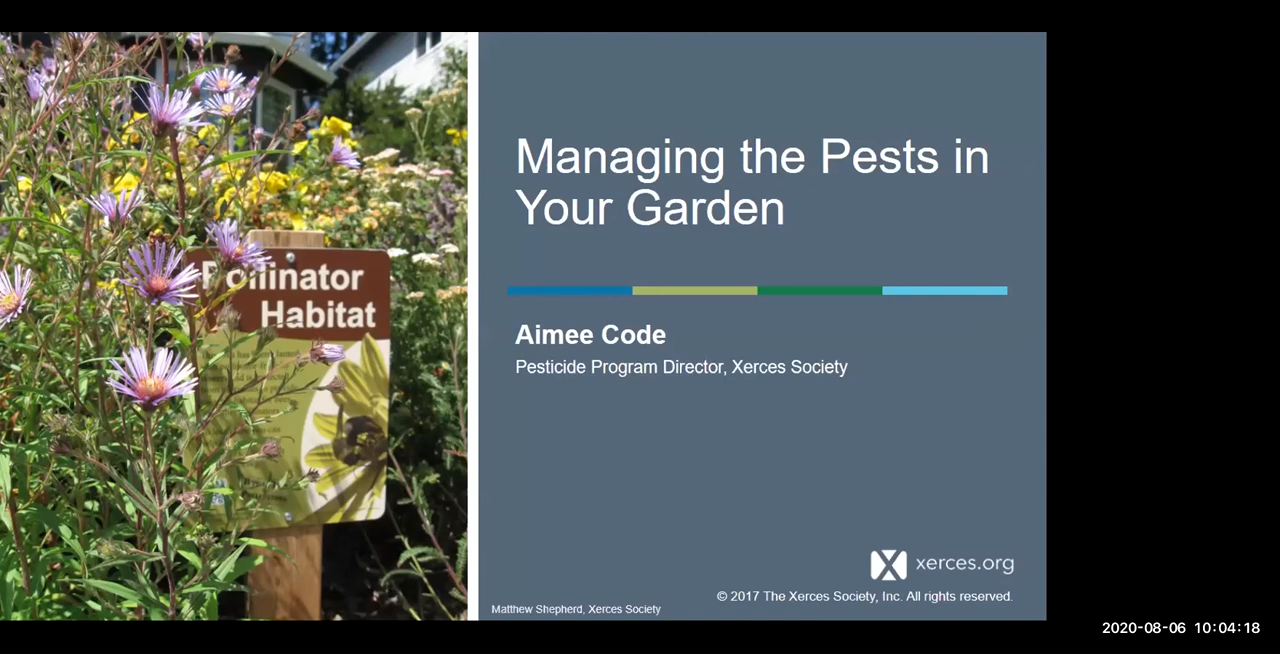 Pollinator
Habitat
Managing the Pests in
Your Garden
Aimee Code
Pesticide Program Director, Xerces Society
xerces.org
© 2017 The Xerces Society, Inc. All rights reserved.
Matthew Shepherd, Xerces Society
2020-08-06 10:04:18